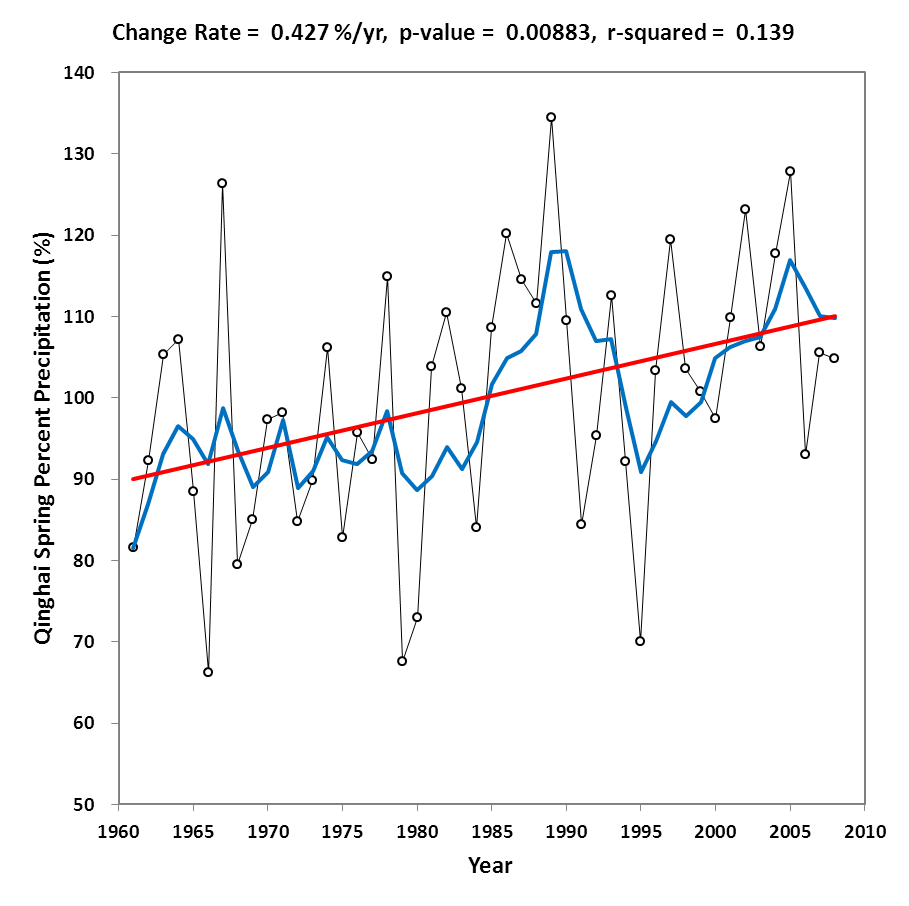 Change Rate = 0.427 %/yr, p-value = 0.00883, r-squared = 0.139
Qinghai Spring Percent Precipitation (%)
140
130
120
110
100
90
80
70
60
50
1960 1965 1970 1975 1980 1985 1990 1995 2000 2005 2010
Year